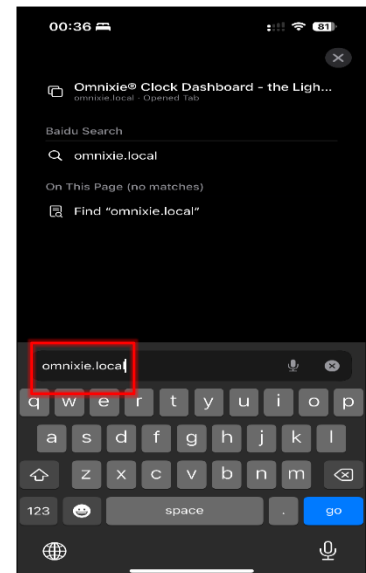 00:36 81
Omnixie® Clock Dashboard - the Ligh...
omnixie.local - Opened Tab
Baidu Search
omnixie.local
On This Page (no matches)
Find "omnixie.local"
omnixie.local
q w e r t y u i o p
a s d f g h j k l
z x c v b n m
123 space . go